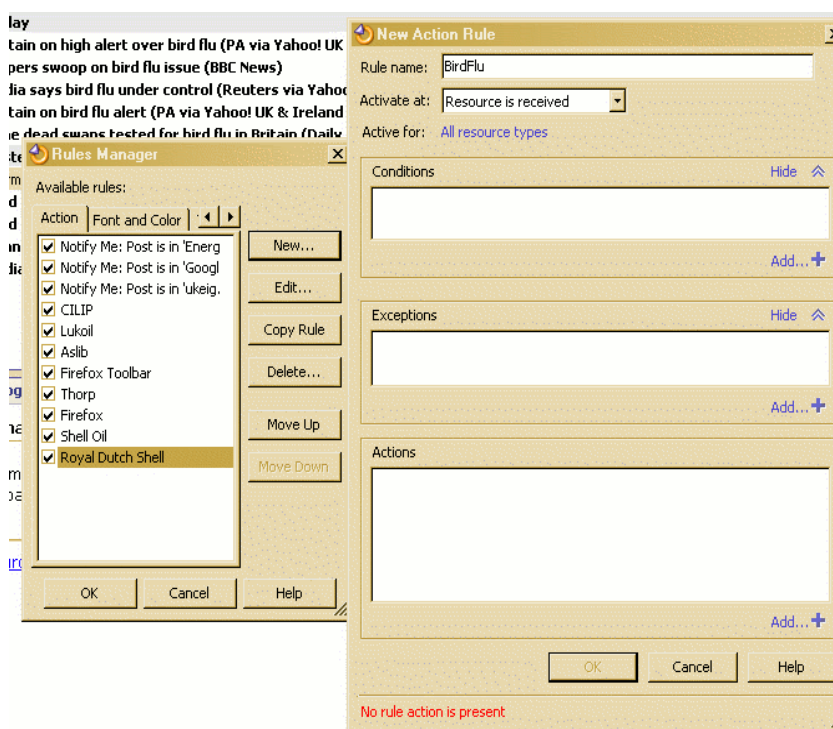 lay
tain on high alert over bird flu (PA via Yahoo! UK
pers swoop on bird flu issue (BBC News)
dia says bird flu under control (Reuters via Yahoo
tain on bird flu alert (PA via Yahoo! UK & Ireland
ne dead swans tested for bird flu in Britain (Daily
Rules Manager
Available rules:
Action
Font and Color
Notify Me: Post is in 'Energ
Notify Me: Post is in 'Googl
Notify Me: Post is in 'ukeig.
CILIP
Lukoil
Aslib
Firefox Toolbar
Thorp
Firefox
Shell Oil
Royal Dutch Shell
New...
Edit...
Copy Rule
Delete...
Move Up
Move Down
OK
Cancel
Help
New Action Rule
Rule name:
BirdFlu
Activate at:
Resource is received
Active for:
All resource types
Conditions
Hide
Add...
Exceptions
Hide
Add...
Actions
Add...
OK
Cancel
Help
No rule action is present